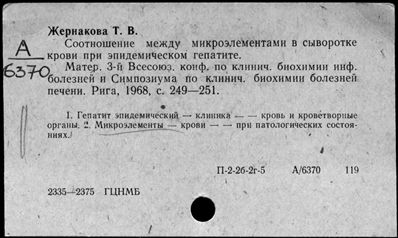 Жернакова Т. В.
А
6370
Соотношение между микроэлементами в сыворотке
крови при эпидемическом гепатите.
Матер. 3-й Всесоюз. конф. по клинич. биохимии инф.
болезней и Симпозиума по клинич. биохимии болезней
печени. Рига, 1968, с. 249—251.
1. Гепатит эпидемический — клиника — — кровь и кроветворные
органы. 2. Микроэлементы — крови — — при патологических состоя-
ниях.
П-2-26-2г-5 А/6370 119
2335—2375 ГЦНМБ